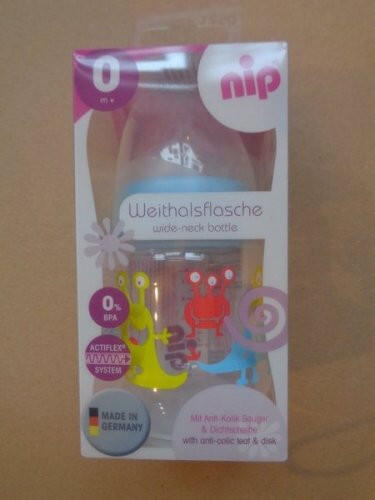 0
m +
nip
Weithalsflasche
wide-neck bottle
0%
BPA
ACTIFLEX®
SYSTEM
nip
MADE IN
GERMANY
Mit Anti-Kolik Sauger
& Dichtscheibe
with anti-colic teat & disk